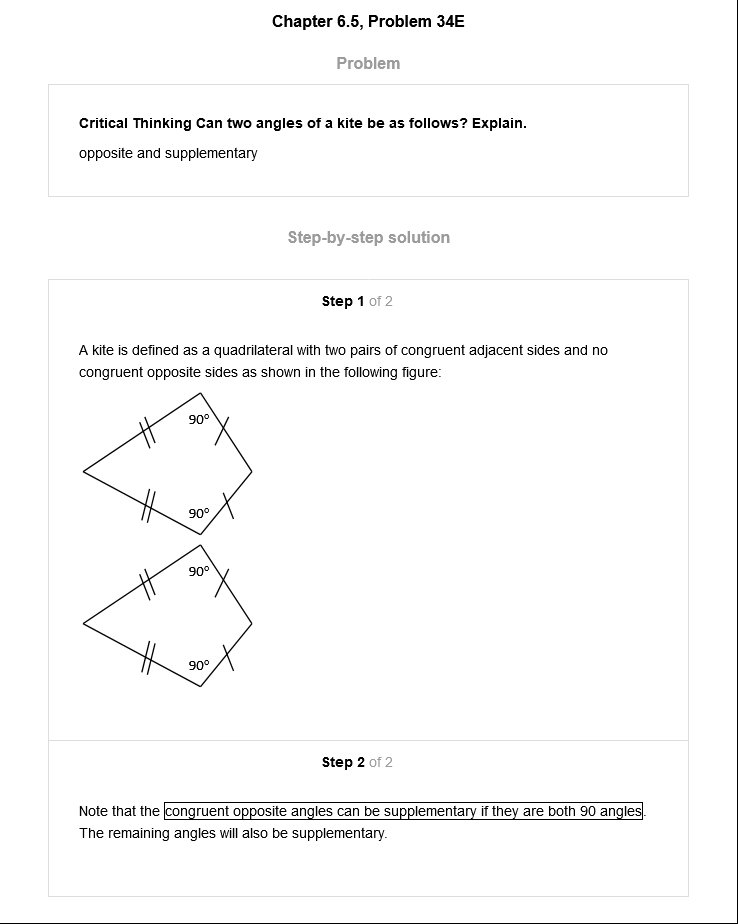 Chapter 6.5, Problem 34E
Problem
Critical Thinking Can two angles of a kite be as follows? Explain.
opposite and supplementary
Step-by-step solution
Step 1 of 2
A kite is defined as a quadrilateral with two pairs of congruent adjacent sides and no
congruent opposite sides as shown in the following figure:
90°
90°
90°
90°
Step 2 of 2
Note that the congruent opposite angles can be supplementary if they are both 90 angles.
The remaining angles will also be supplementary.